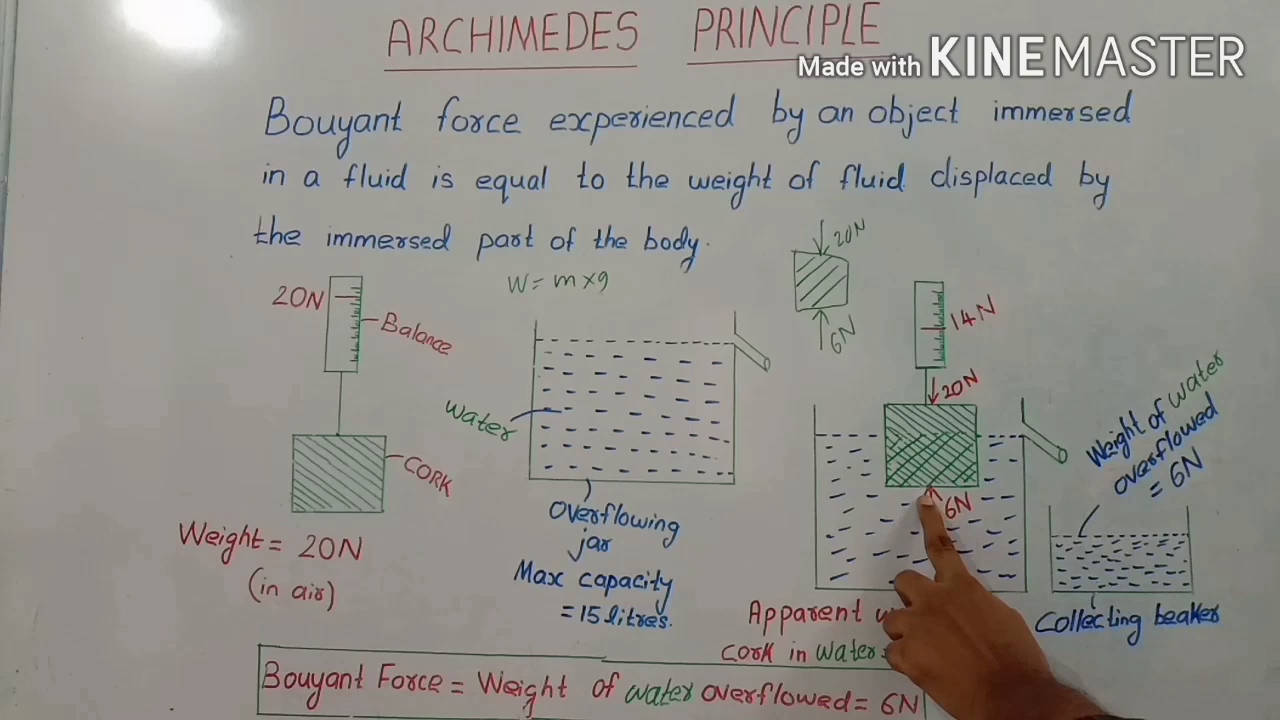 ARCHIMEDES PRINCIPLE
Made with KINEMASTER
Bouyant force experienced by an object immersed
in a fluid is equal to the weight of fluid displaced by
the immersed part of the body.
W = m x g
20N
6N
20N
Balance
CORK
Weight = 20N
(in air)
water
Overflowing
jar
Max capacity
= 15 litres.
14N
20N
6N
Apparent
cork in water
Weight of water
overflowed
= 6N
Collecting beaker
Bouyant Force = Weight of water overflowed = 6N